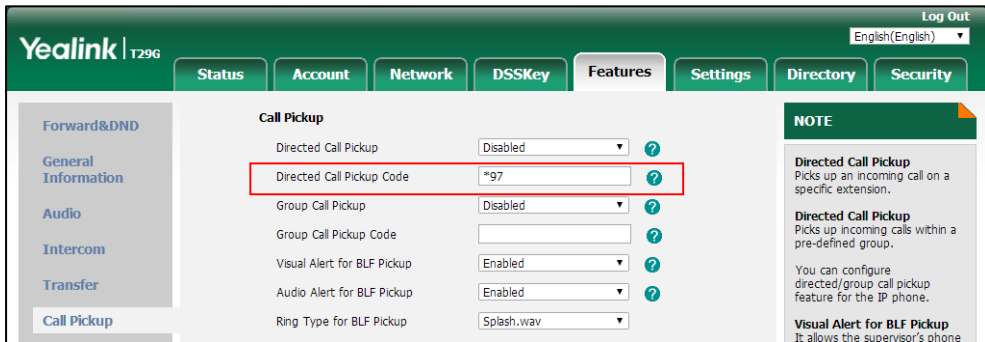 Log Out
Yealink T29G
English(English)
Status Account Network DSSKey Features Settings Directory Security
Forward&DND
General
Information
Audio
Intercom
Transfer
Call Pickup
Call Pickup
Directed Call Pickup Disabled ?
Directed Call Pickup Code *97 ?
Group Call Pickup Disabled ?
Group Call Pickup Code ?
Visual Alert for BLF Pickup Enabled ?
Audio Alert for BLF Pickup Enabled ?
Ring Type for BLF Pickup Splash.wav
NOTE
Directed Call Pickup
Picks up an incoming call on a
specific extension.
Directed Call Pickup
Picks up incoming calls within a
pre-defined group.
You can configure
directed/group call pickup
feature for the IP phone.
Visual Alert for BLF Pickup
It allows the supervisor's phone